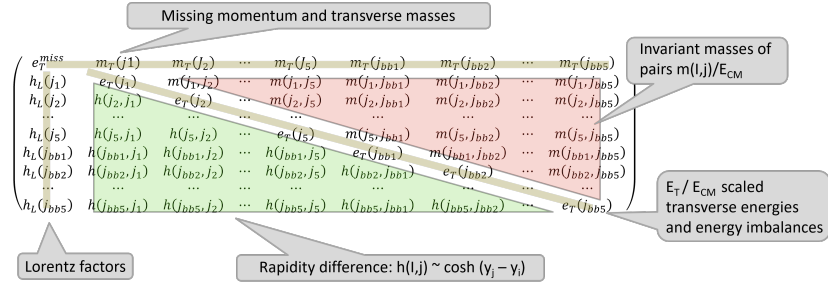 Missing momentum and transverse masses
e_T^miss m_T(j1) m_T(J_2) ⋯ m_T(J_5) m_T(j_bb1) m_T(j_bb2) ⋯ m_T(j_bb5)
h_L(j_1) e_T(j_1) m(j_1, j_2) ⋯ m(j_1, j_5) m(j_1, j_bb1) m(j_1, j_bb2) ⋯ m(j_1, j_bb5)
h_L(j_2) h(j_2, j_1) e_T(j_2) ⋯ m(j_2, j_5) m(j_2, j_bb1) m(j_2, j_bb2) ⋯ m(j_2, j_bb5)
⋯ ⋯ ⋯ ⋯ ⋯ ⋯ ⋯ ⋯ ⋯
h_L(j_5) h(j_5, j_1) h(j_5, j_2) ⋯ e_T(j_5) m(j_5, j_bb1) m(j_5, j_bb2) ⋯ m(j_5, j_bb5)
h_L(j_bb1) h(j_bb1, j_1) h(j_bb1, j_2) ⋯ h(j_bb1, j_5) e_T(j_bb1) m(j_bb1, j_bb2) ⋯ m(j_bb1, j_bb5)
h_L(j_bb2) h(j_bb2, j_1) h(j_bb2, j_2) ⋯ h(j_bb2, j_5) h(j_bb2, j_bb1) e_T(j_bb2) ⋯ m(j_bb2, j_bb5)
⋯ ⋯ ⋯ ⋯ ⋯ ⋯ ⋯ ⋯ ⋯
h_L(j_bb5) h(j_bb5, j_1) h(j_bb5, j_2) ⋯ h(j_bb5, j_5) h(j_bb5, j_bb1) h(j_bb5, j_bb2) ⋯ e_T(j_bb5)
Invariant masses of
pairs m(I,j)/E_CM
E_T / E_CM scaled
transverse energies
and energy imbalances
Lorentz factors
Rapidity difference: h(I,j) ~ cosh (y_j – y_i)